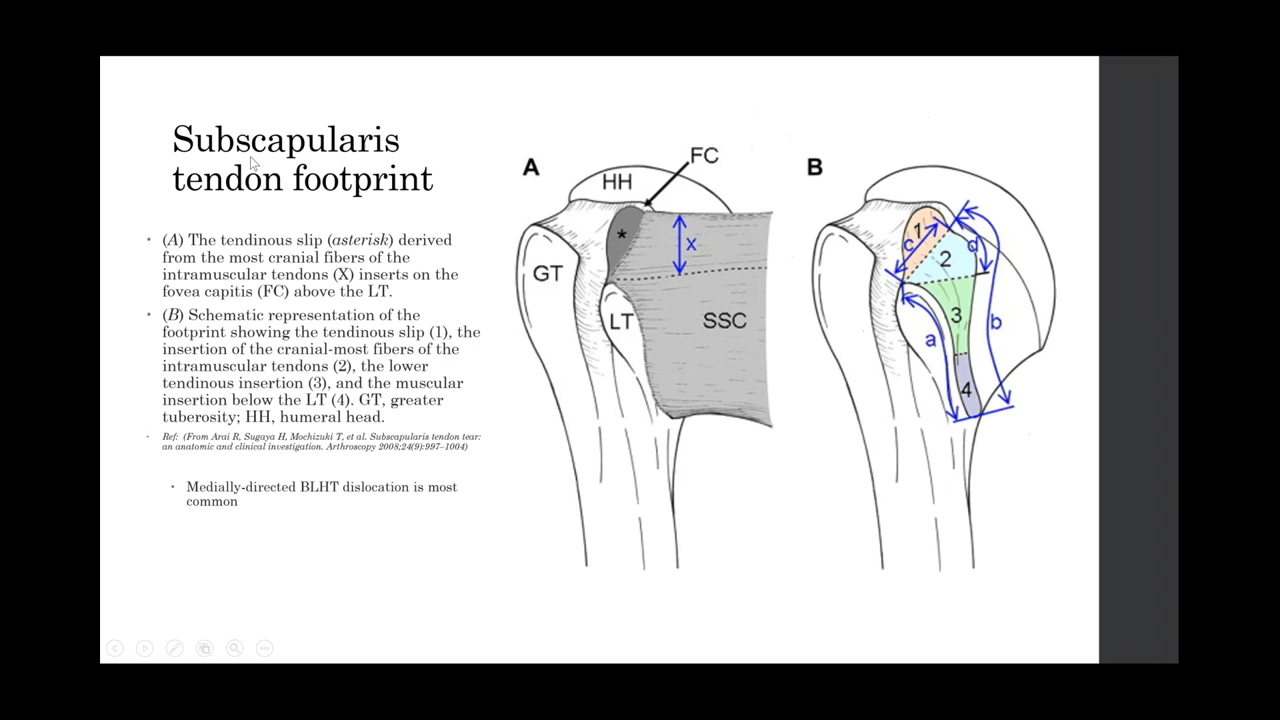 Subscapularis
tendon footprint
(A) The tendinous slip (asterisk) derived
from the most cranial fibers of the
intramuscular tendons (X) inserts on the
fovea capitis (FC) above the LT.
(B) Schematic representation of the
footprint showing the tendinous slip (1), the
insertion of the cranial-most fibers of the
intramuscular tendons (2), the lower
tendinous insertion (3), and the muscular
insertion below the LT (4). GT, greater
tuberosity; HH, humeral head.
Ref: (From Arai R, Sugaya H, Mochizuki T, et al. Subscapularis tendon tear:
an anatomic and clinical investigation. Arthroscopy 2008;24(9):997–1004)
Medially-directed BLHT dislocation is most
common
A
FC
HH
*
X
GT
LT
SSC
B
1
c
d
2
3
a
b
4